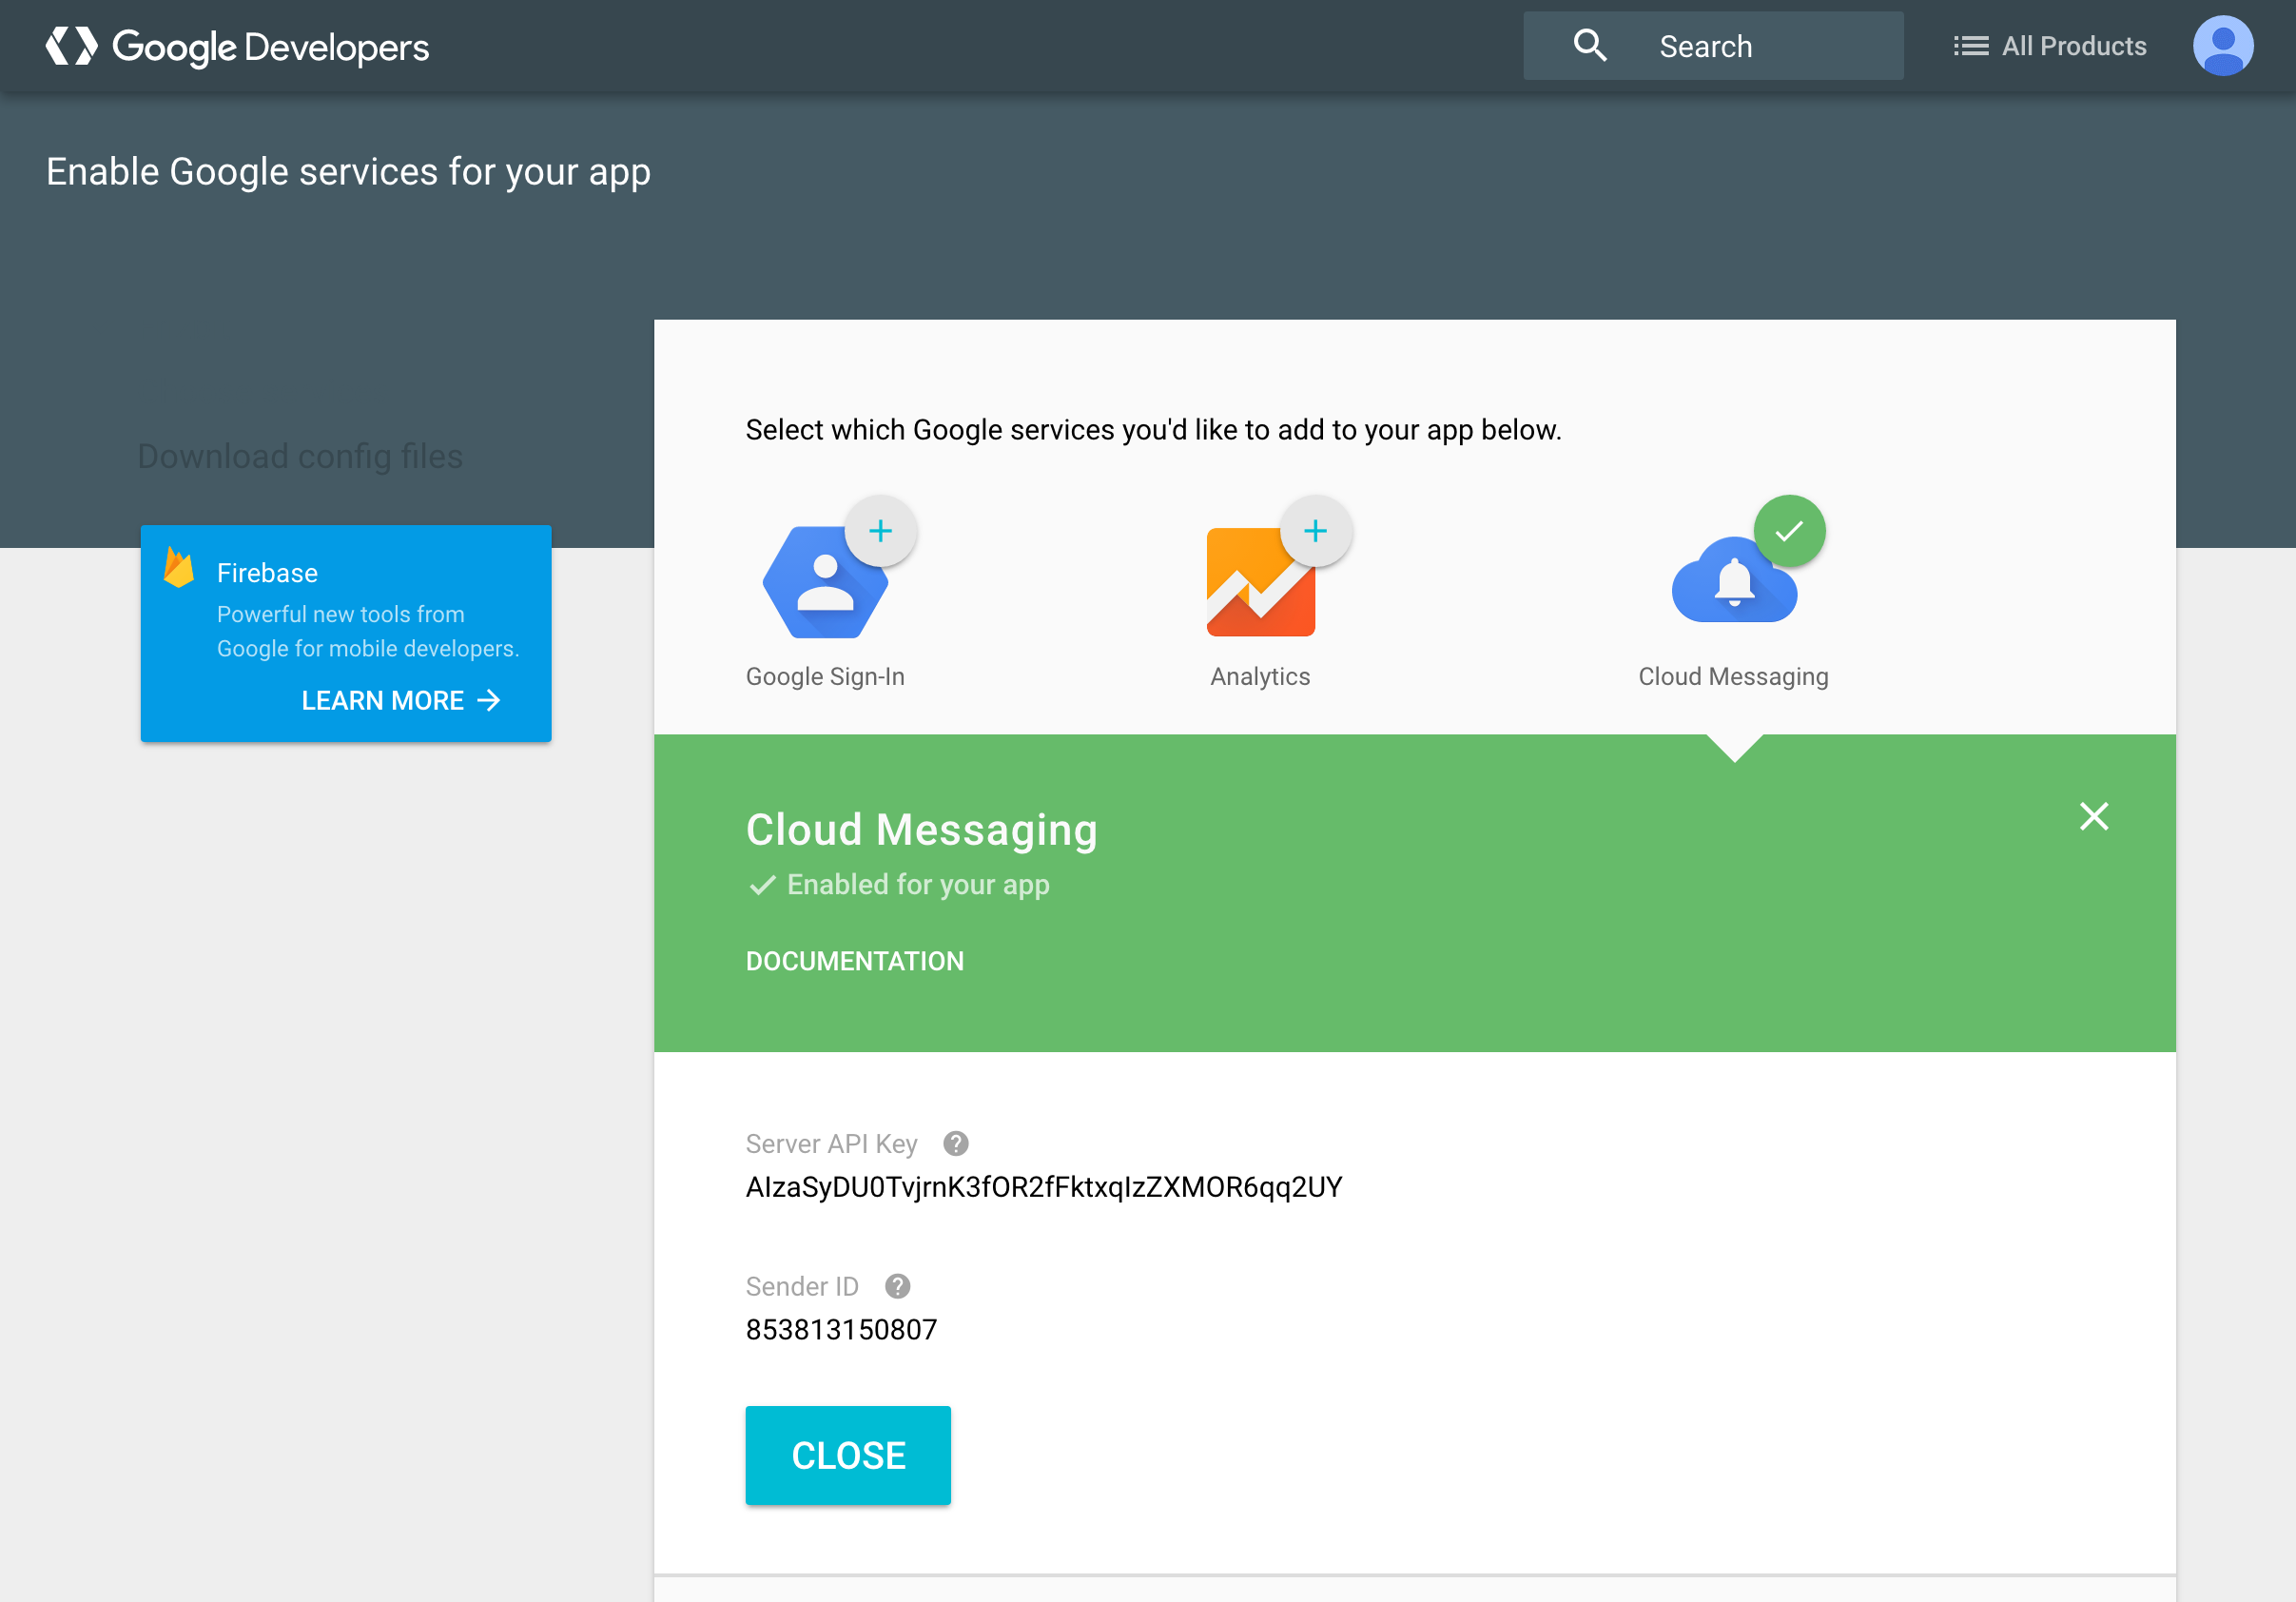 Google Developers
Search
All Products
Enable Google services for your app
Download config files
Firebase
Powerful new tools from
Google for mobile developers.
LEARN MORE
Select which Google services you'd like to add to your app below.
Google Sign-In
Analytics
Cloud Messaging
Cloud Messaging
Enabled for your app
DOCUMENTATION
Server API Key
AIzaSyDU0TvjrnK3fOR2fFktxqIzZXMOR6qq2UY
Sender ID
853813150807
CLOSE